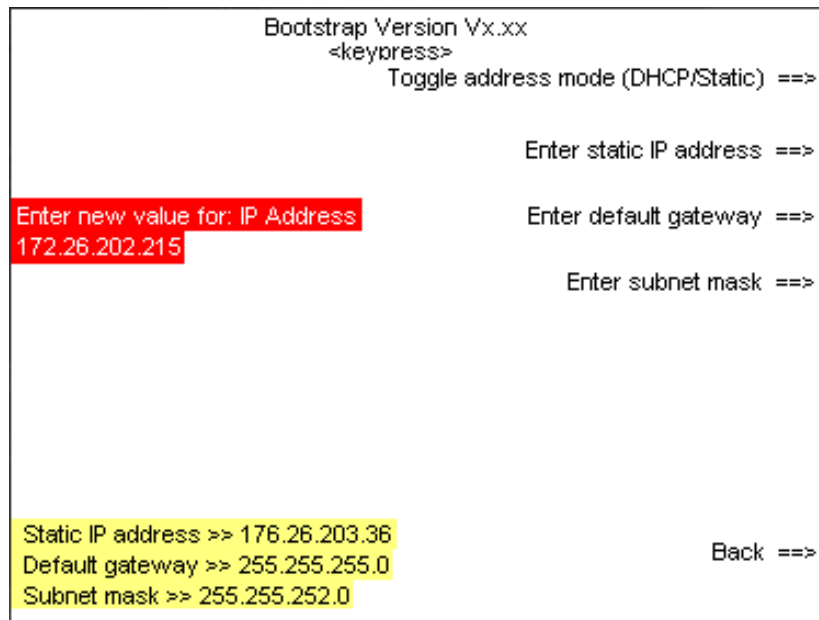 Bootstrap Version Vx.xx
<keypress>
Toggle address mode (DHCP/Static) ==>
Enter static IP address ==>
Enter new value for: IP Address
Enter default gateway ==>
172.26.202.215
Enter subnet mask ==>
Static IP address >> 176.26.203.36
Default gateway >> 255.255.255.0
Back ==>
Subnet mask >> 255.255.252.0